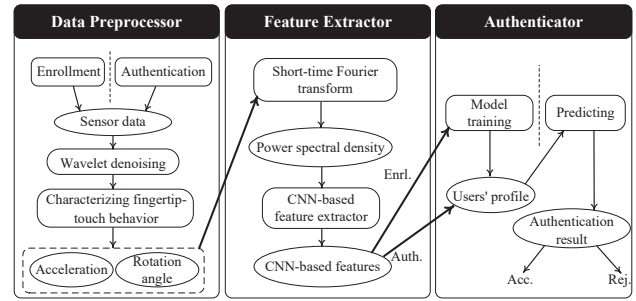 Data Preprocessor
Enrollment
Authentication
Sensor data
Wavelet denoising
Characterizing fingertip-
touch behavior
Acceleration
Rotation
angle
Feature Extractor
Short-time Fourier
transform
Power spectral density
CNN-based
feature extractor
CNN-based features
Enrl.
Auth.
Authenticator
Model
training
Predicting
Users' profile
Authentication
result
Acc.
Rej.